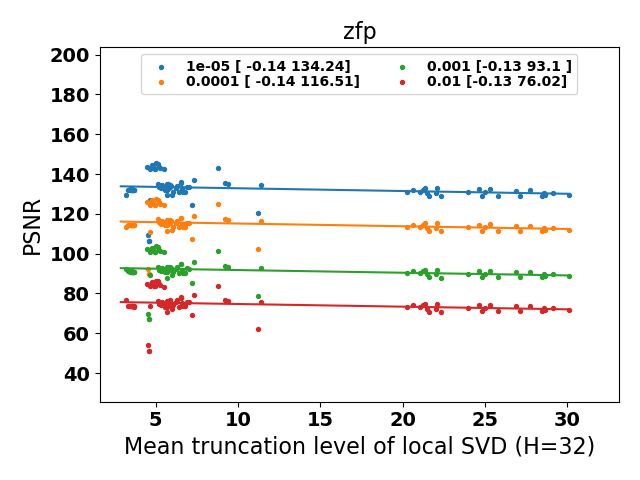 zfp
1e-05 [ -0.14 134.24]
0.0001 [ -0.14 116.51]
0.001 [-0.13 93.1 ]
0.01 [-0.13 76.02]
200
180
160
140
120
100
80
60
40
PSNR
5 10 15 20 25 30
Mean truncation level of local SVD (H=32)